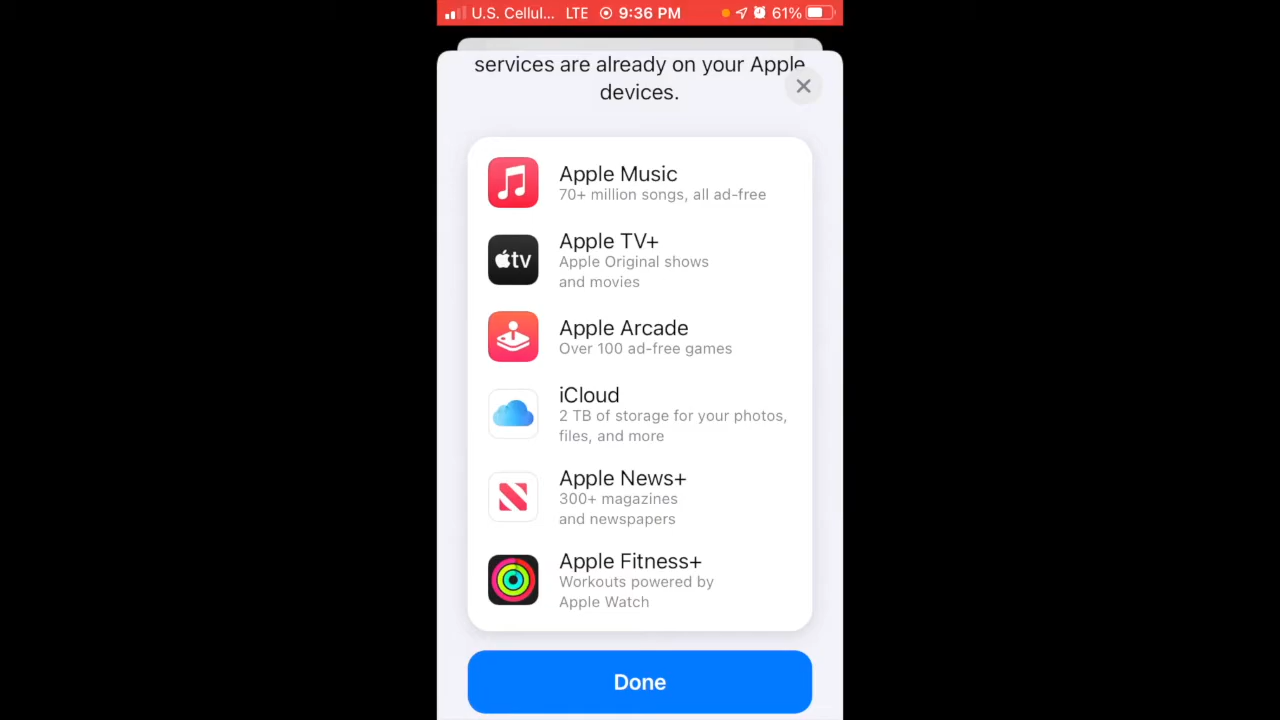 U.S. Cellul... LTE 9:36 PM 61%
services are already on your Apple
devices.
Apple Music
70+ million songs, all ad-free
tv
Apple TV+
Apple Original shows
and movies
Apple Arcade
Over 100 ad-free games
iCloud
2 TB of storage for your photos,
files, and more
Apple News+
300+ magazines
and newspapers
Apple Fitness+
Workouts powered by
Apple Watch
Done